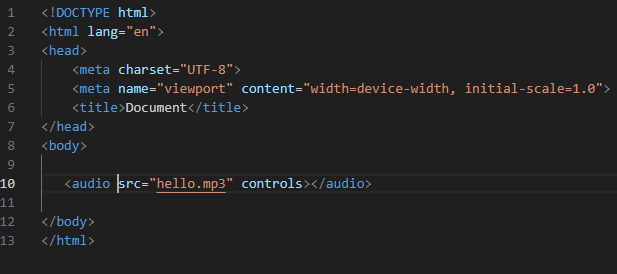 1 <!DOCTYPE html>
2 <html lang="en">
3 <head>
4     <meta charset="UTF-8">
5     <meta name="viewport" content="width=device-width, initial-scale=1.0">
6     <title>Document</title>
7 </head>
8 <body>
9
10    <audio src="hello.mp3" controls></audio>
11
12 </body>
13 </html>